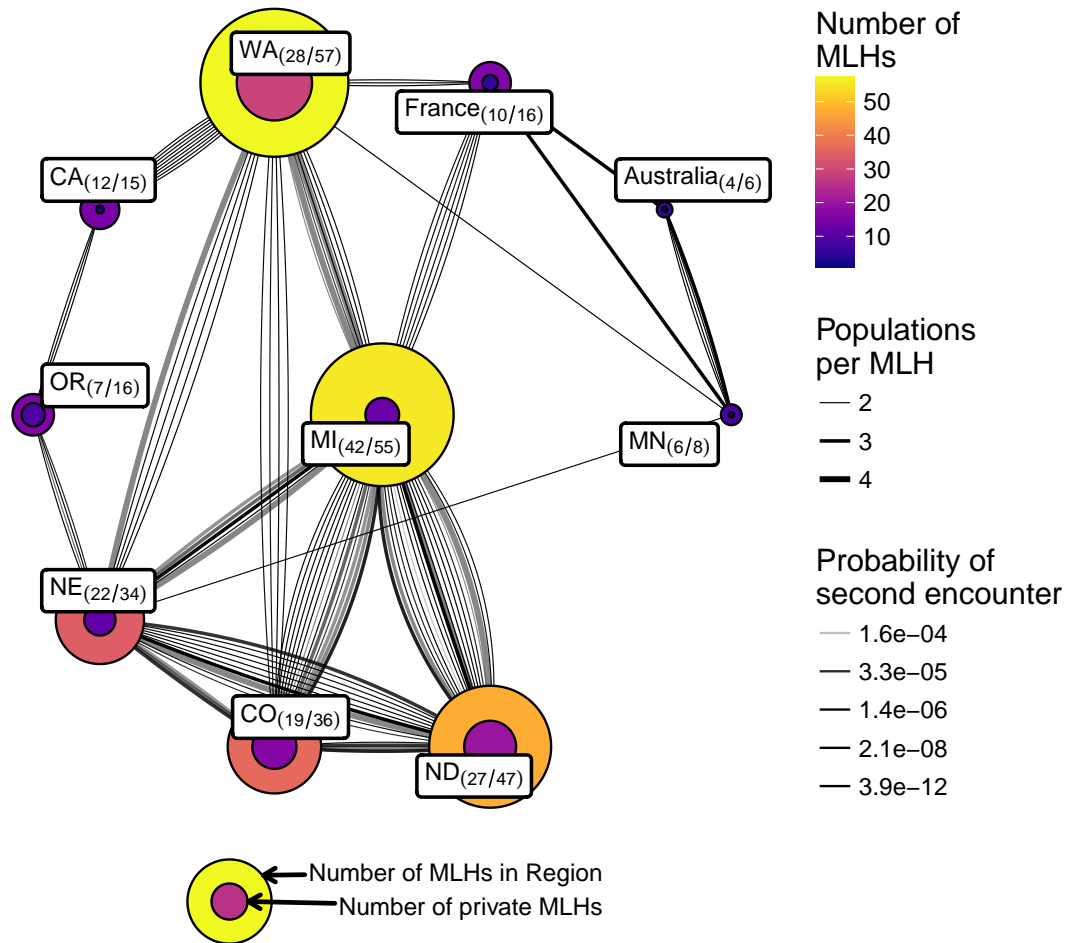 WA(28/57)
France(10/16)
CA(12/15)
Australia(4/6)
OR(7/16)
MI(42/55)
MN(6/8)
NE(22/34)
CO(19/36)
ND(27/47)
Number of MLHs in Region
Number of private MLHs
Number of
MLHs
50
40
30
20
10
Populations
per MLH
2
3
4
Probability of
second encounter
1.6e−04
3.3e−05
1.4e−06
2.1e−08
3.9e−12